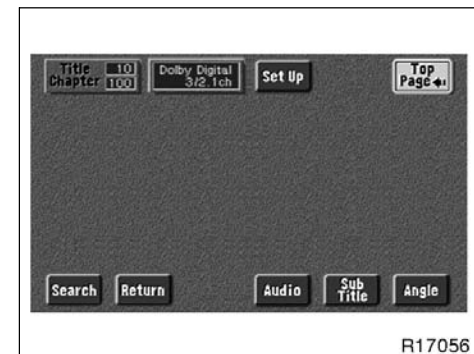 Title 10
Chapter 100
Dolby Digital
3/2.1ch
Set Up
Top
Page
Search
Return
Audio
Sub
Title
Angle
R17056